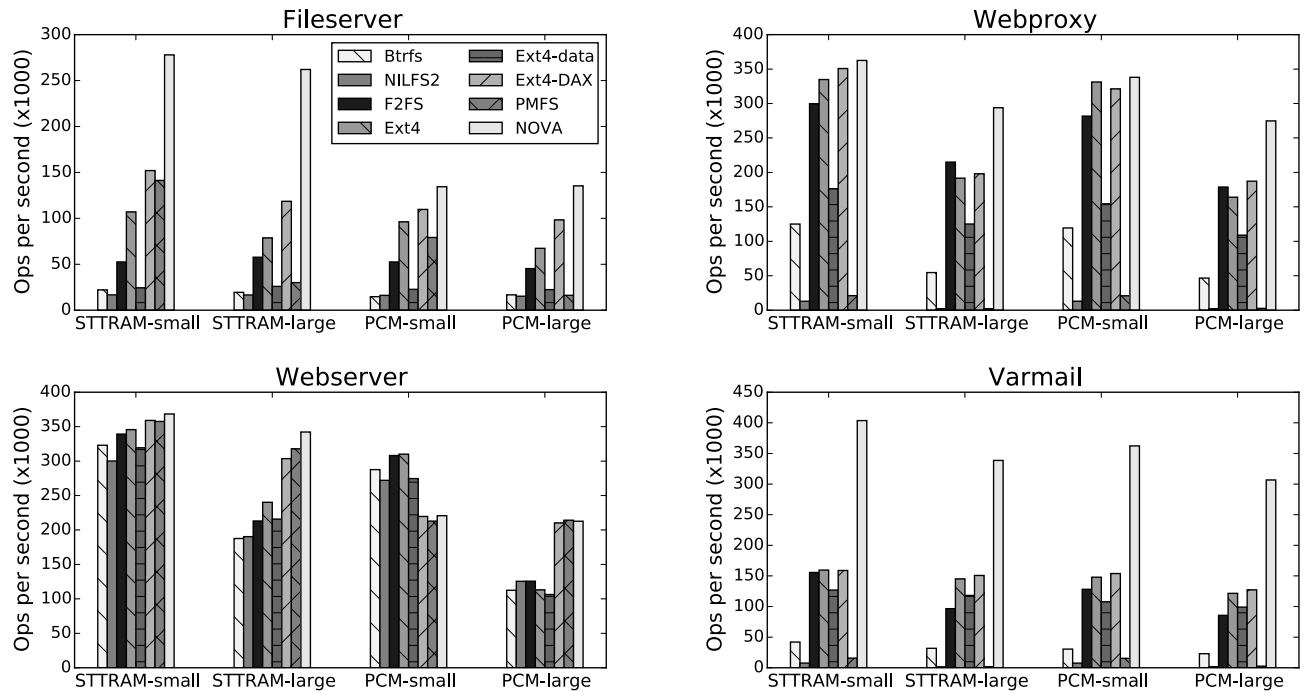 Fileserver
Ops per second (x1000)
300
250
200
150
100
50
0
Btrfs
NILFS2
F2FS
Ext4
Ext4-data
Ext4-DAX
PMFS
NOVA
STTRAM-small STTRAM-large PCM-small PCM-large
Webproxy
Ops per second (x1000)
400
350
300
250
200
150
100
50
0
STTRAM-small STTRAM-large PCM-small PCM-large
Webserver
Ops per second (x1000)
400
350
300
250
200
150
100
50
0
STTRAM-small STTRAM-large PCM-small PCM-large
Varmail
Ops per second (x1000)
450
400
350
300
250
200
150
100
50
0
STTRAM-small STTRAM-large PCM-small PCM-large